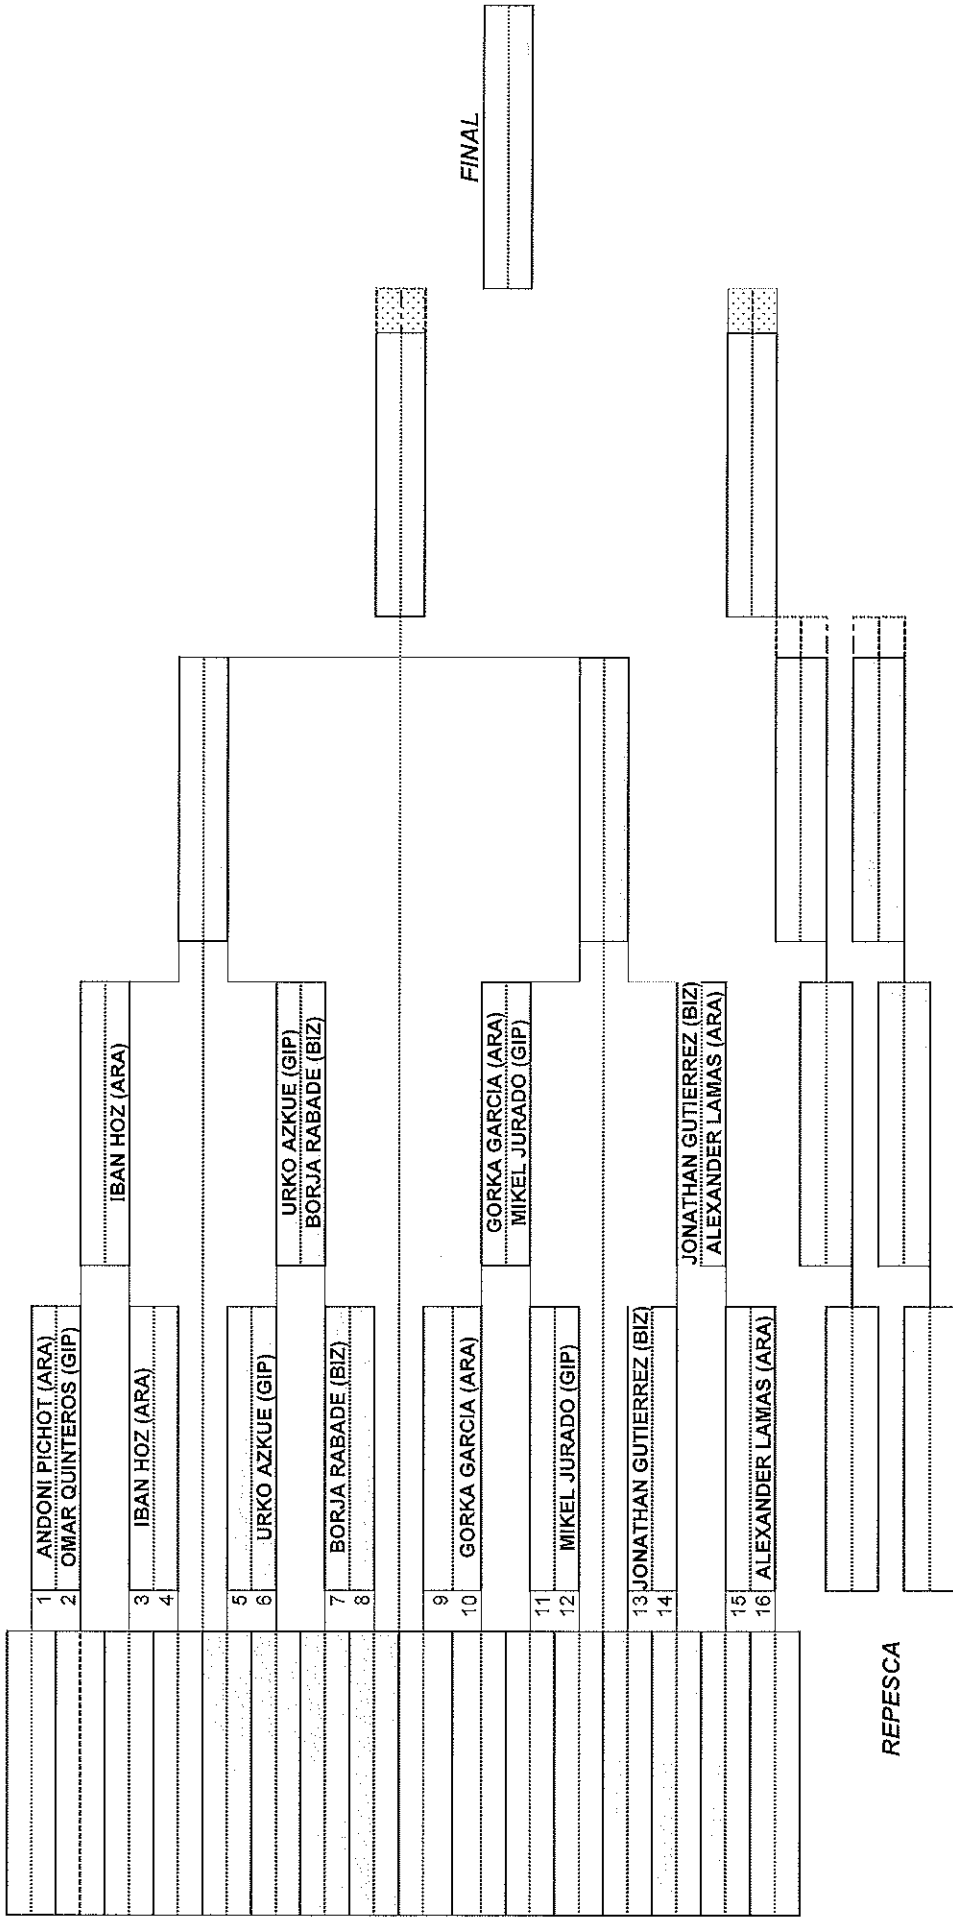 1 ANDONI PICHOT (ARA)
2 OMAR QUINTEROS (GIP)
3 IBAN HOZ (ARA)
4
5
6 URKO AZKUE (GIP)
7 BORJA RABADE (BIZ)
8
9
10 GORKA GARCIA (ARA)
11
12 MIKEL JURADO (GIP)
13 JONATHAN GUTIERREZ (BIZ)
14
15
16 ALEXANDER LAMAS (ARA)
IBAN HOZ (ARA)
URKO AZKUE (GIP)
BORJA RABADE (BIZ)
GORKA GARCIA (ARA)
MIKEL JURADO (GIP)
JONATHAN GUTIERREZ (BIZ)
ALEXANDER LAMAS (ARA)
FINAL
REPESCA